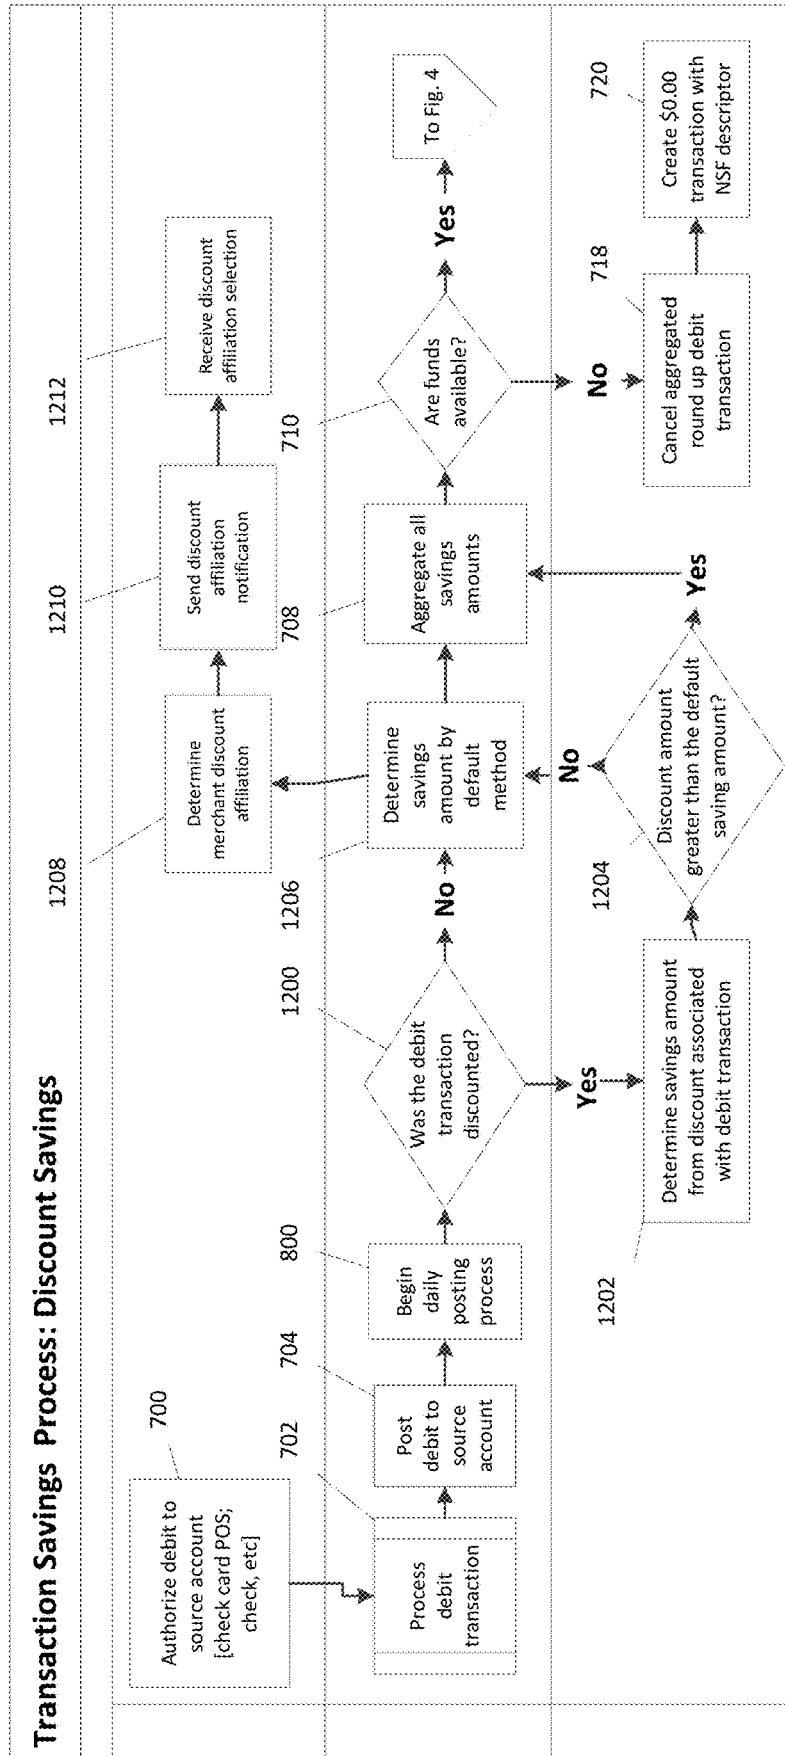 Transaction Savings Process: Discount Savings
700
Authorize debit to
source account
[check card POS;
check, etc]
1208
Determine
merchant discount
affiliation
1210
Send discount
affiliation
notification
1212
Receive discount
affiliation selection
702
Process
debit
transaction
704
Post
debit to
source
account
800
Begin
daily
posting
process
1200
Was the debit
transaction
discounted?
No
1206
Determine
savings
amount by
default
method
708
Aggregate all
savings
amounts
710
Are funds
available?
Yes
To Fig. 4
Yes
1202
Determine savings amount
from discount associated
with debit transaction
1204
Discount amount
greater than the default
saving amount?
No
Yes
No
718
Cancel aggregated
round up debit
transaction
720
Create $0.00
transaction with
NSF descriptor